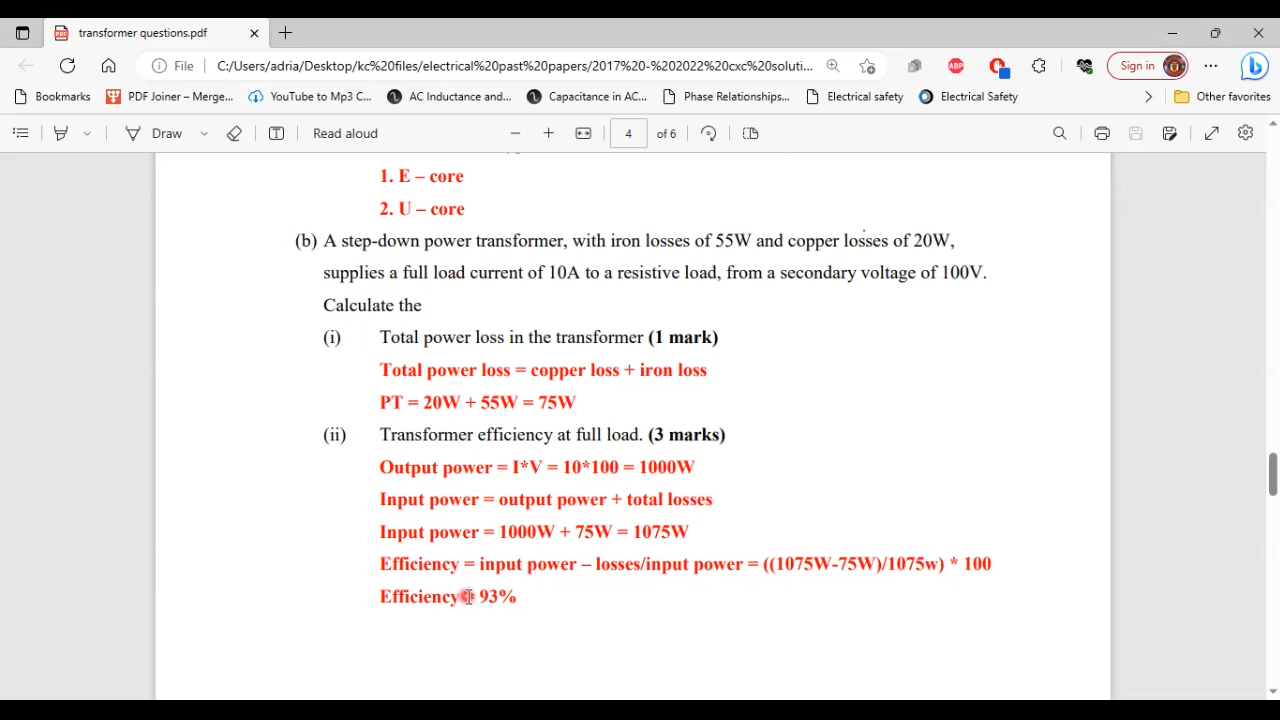 transformer questions.pdf
File
C:/Users/adria/Desktop/kc%20files/electrical%20past%20papers/2017%20-%202022%20cxc%20soluti...
ABP
Sign in
Bookmarks
PDF Joiner – Merge...
YouTube to Mp3 C...
AC Inductance and...
Capacitance in AC...
Phase Relationships...
Electrical safety
Electrical Safety
Other favorites
Draw
Read aloud
4 of 6
1. E – core
2. U – core
(b) A step-down power transformer, with iron losses of 55W and copper losses of 20W,
supplies a full load current of 10A to a resistive load, from a secondary voltage of 100V.
Calculate the
(i) Total power loss in the transformer (1 mark)
Total power loss = copper loss + iron loss
PT = 20W + 55W = 75W
(ii) Transformer efficiency at full load. (3 marks)
Output power = I*V = 10*100 = 1000W
Input power = output power + total losses
Input power = 1000W + 75W = 1075W
Efficiency = input power – losses/input power = ((1075W-75W)/1075w) * 100
Efficiency = 93%